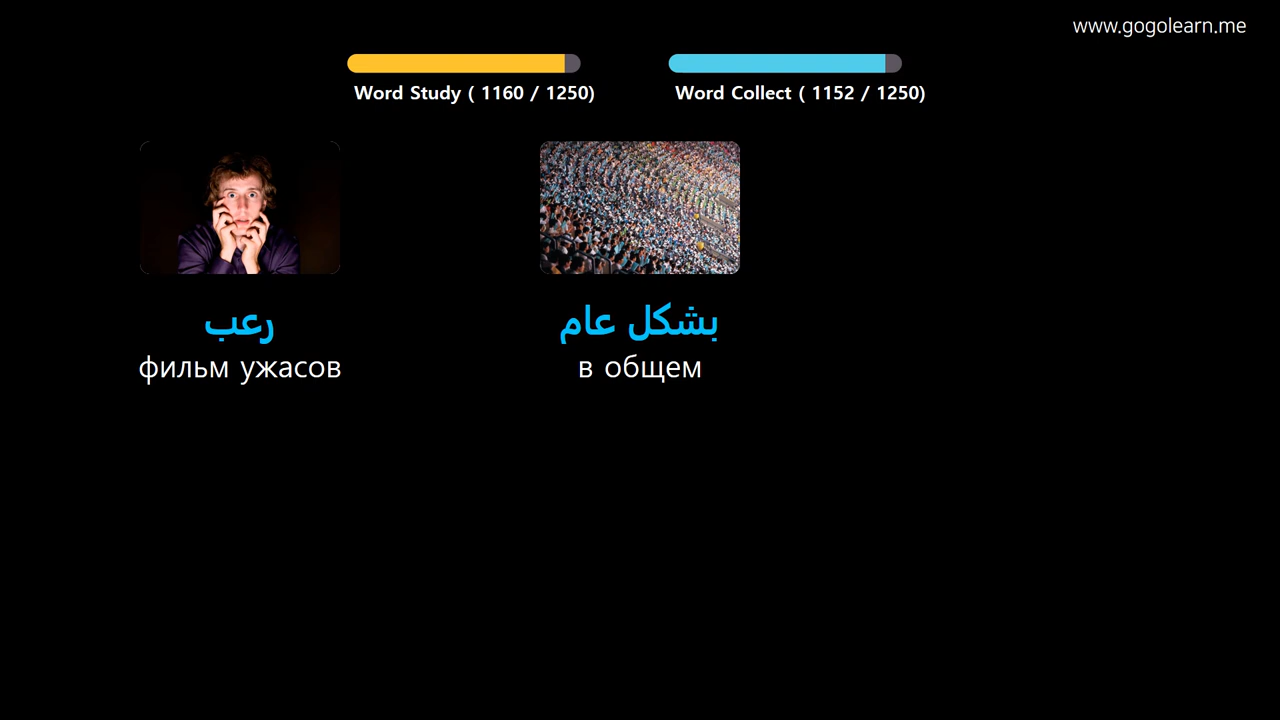 www.gogolearn.me
Word Study ( 1160 / 1250)
Word Collect ( 1152 / 1250)
رعب
фильм ужасов
بشكل عام
в общем